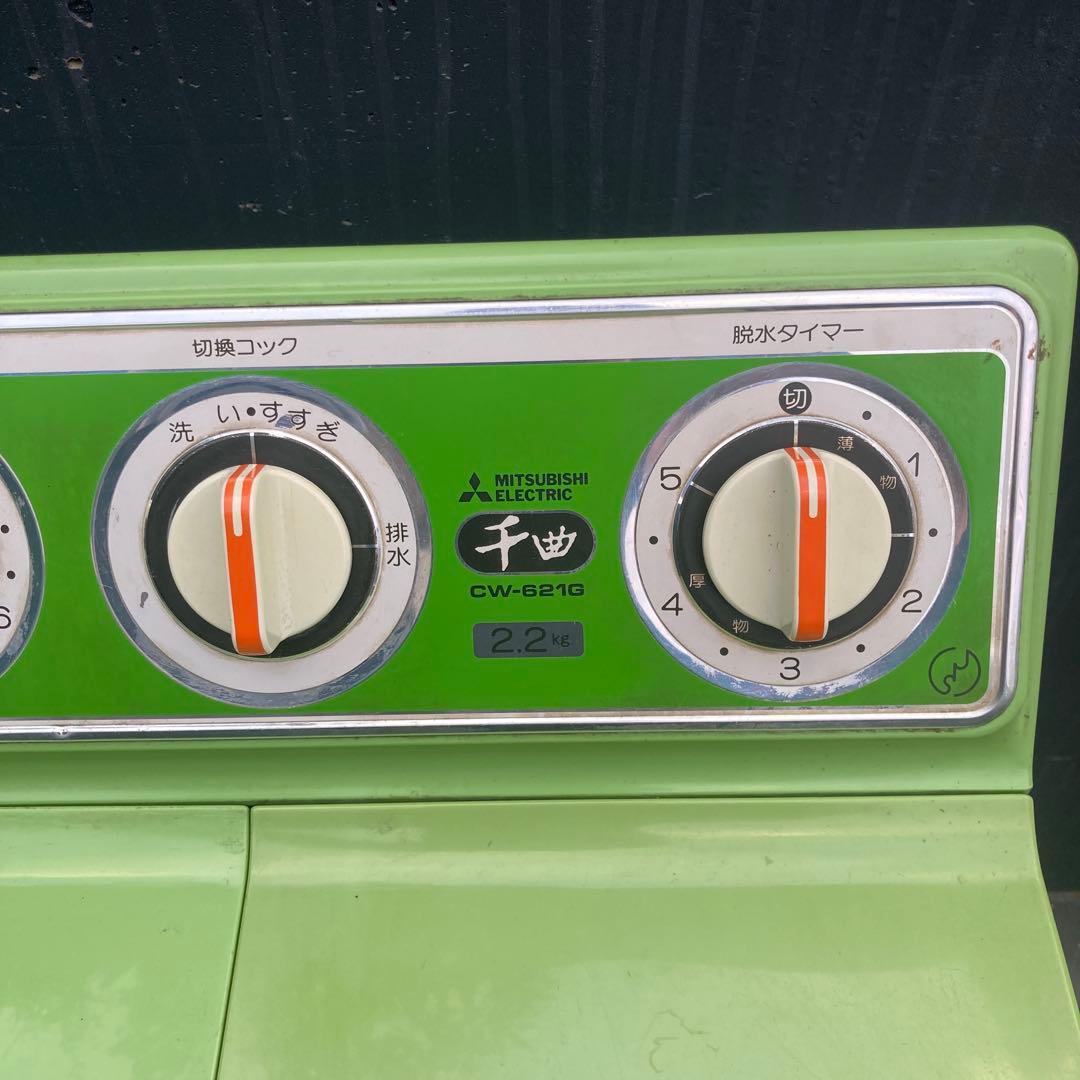 切換コック
脱水タイマー
洗い・すすぎ
排水
6
MITSUBISHI
ELECTRIC
千曲
CW-621G
2.2kg
切
薄物
1
2
3
4
5
厚物